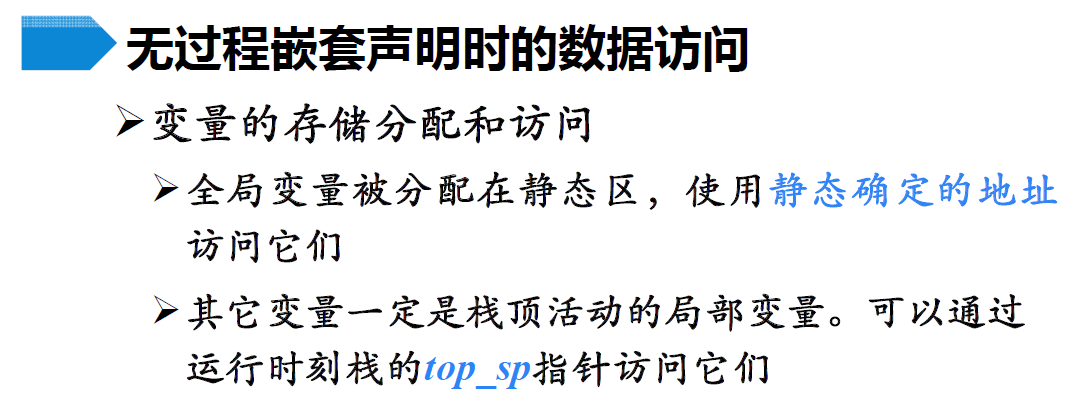 无过程嵌套声明时的数据访问
➢变量的存储分配和访问
➢全局变量被分配在静态区，使用静态确定的地址
访问它们
➢其它变量一定是栈顶活动的局部变量。可以通过
运行时刻栈的top_sp指针访问它们